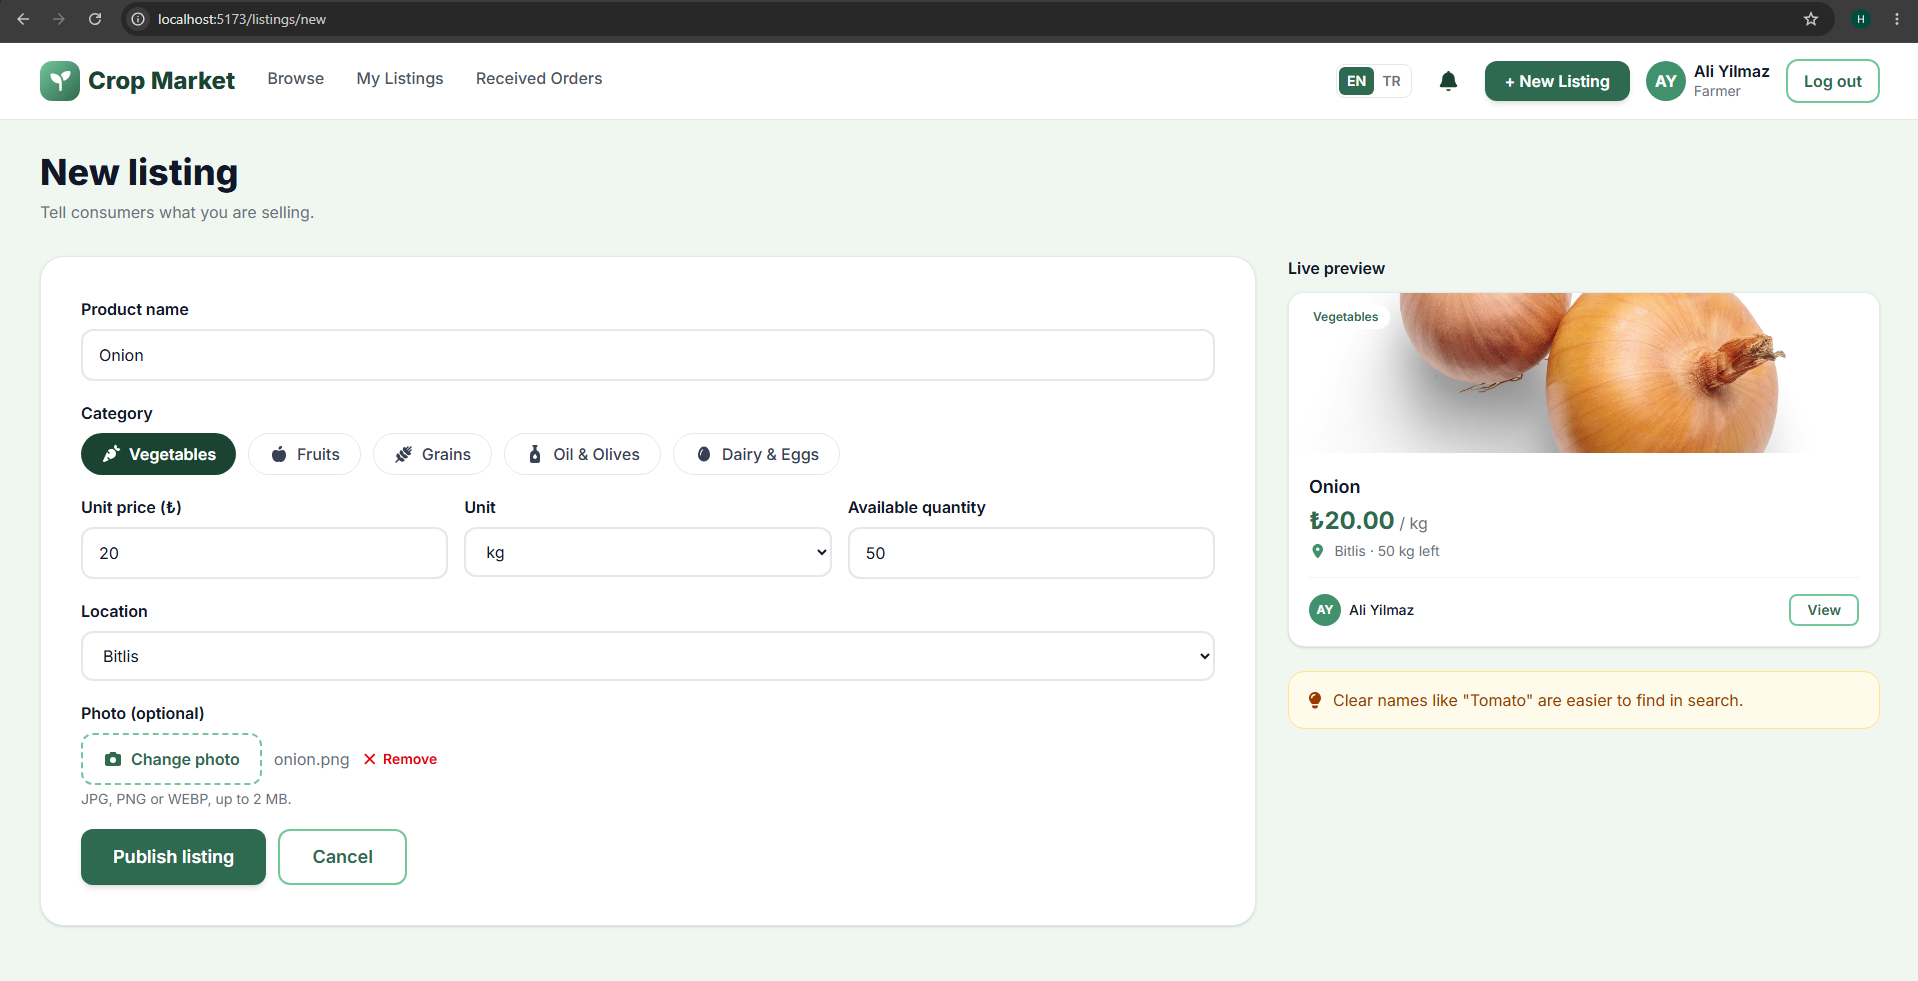 localhost:5173/listings/new
H
Crop Market
Browse
My Listings
Received Orders
EN TR
+ New Listing
AY
Ali Yilmaz
Farmer
Log out
New listing
Tell consumers what you are selling.
Product name
Onion
Category
Vegetables
Fruits
Grains
Oil & Olives
Dairy & Eggs
Unit price (₺)
Unit
Available quantity
20
kg
50
Location
Bitlis
Photo (optional)
Change photo
onion.png
Remove
JPG, PNG or WEBP, up to 2 MB.
Publish listing
Cancel
Live preview
Vegetables
Onion
₺20.00 / kg
Bitlis · 50 kg left
AY
Ali Yilmaz
View
Clear names like "Tomato" are easier to find in search.